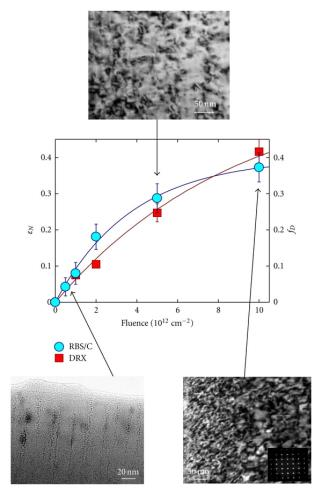 50 nm
0.4
0.4
0.3
0.3
εN
fD
0.2
0.2
0.1
0.1
0
0
0
2
4
6
8
10
Fluence (10¹² cm⁻²)
RBS/C
DRX
20 nm